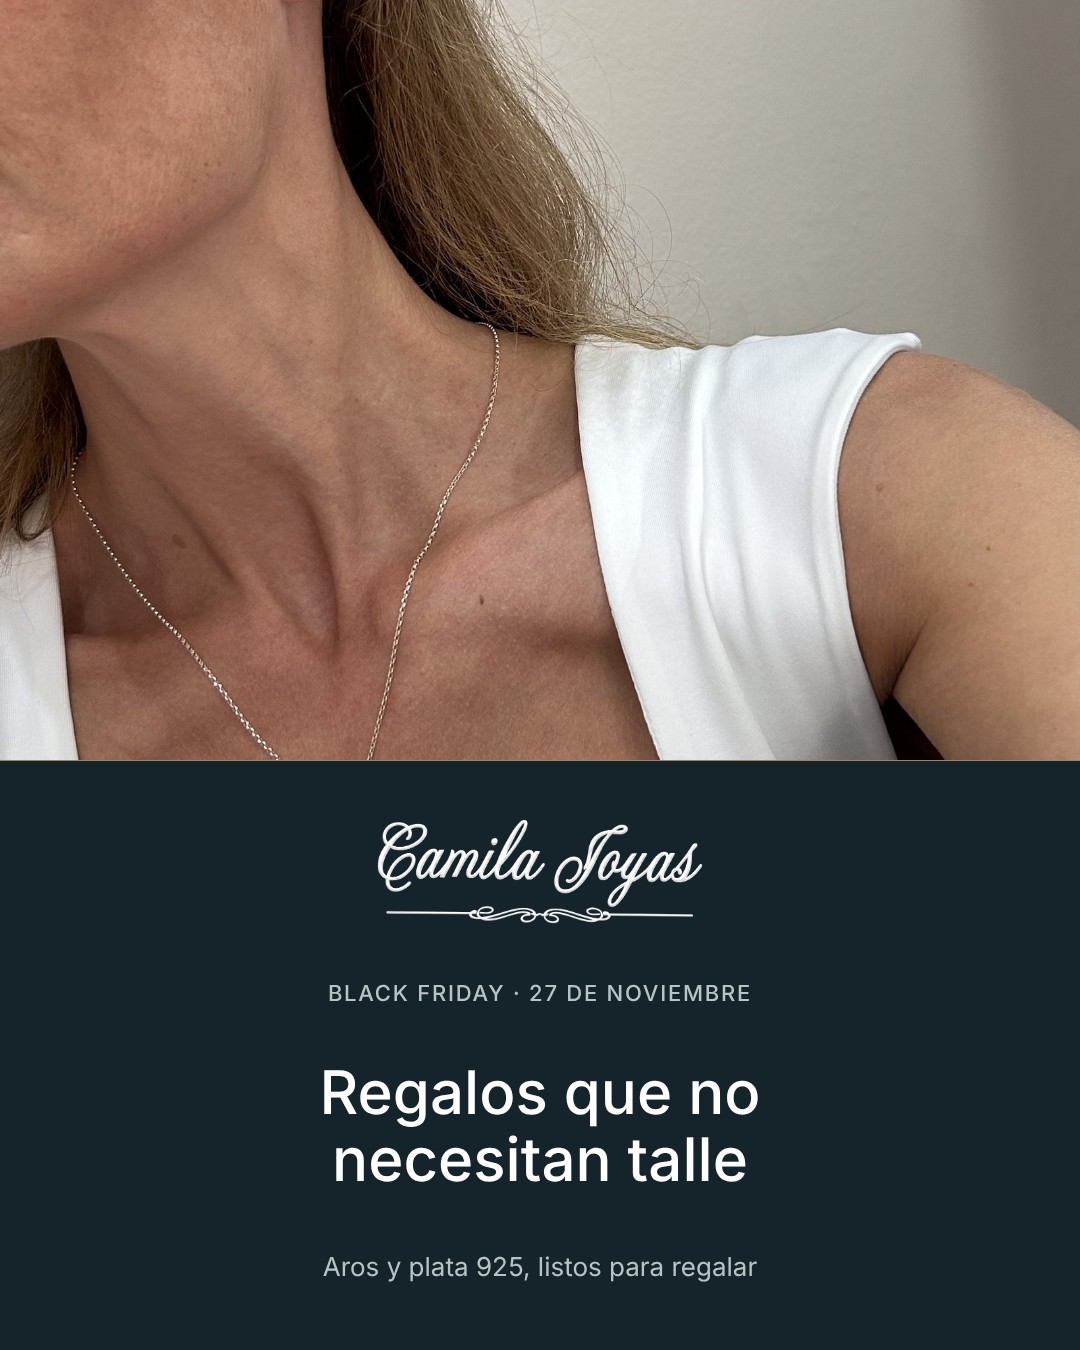 Camila Joyas
BLACK FRIDAY · 27 DE NOVIEMBRE
Regalos que no
necesitan talle
Aros y plata 925, listos para regalar